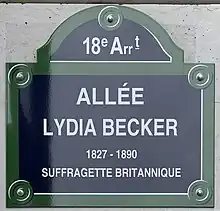 18e Arrt
ALLÉE
LYDIA BECKER
1827 - 1890
SUFFRAGETTE BRITANNIQUE